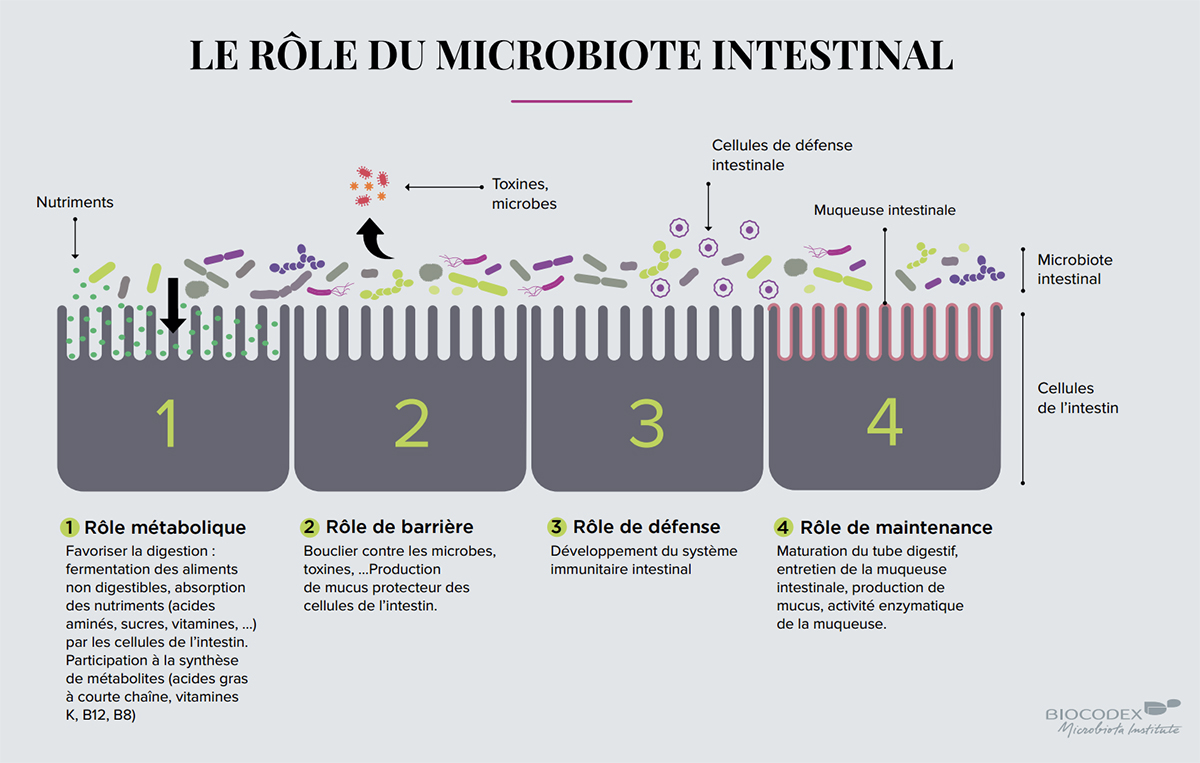 LE RÔLE DU MICROBIOTE INTESTINAL
Cellules de défense
intestinale
Toxines,
microbes
Nutriments
Muqueuse intestinale
Microbiote
intestinal
Cellules
de l'intestin
1
2
3
4
1 Rôle métabolique
Favoriser la digestion :
fermentation des aliments
non digestibles, absorption
des nutriments (acides
aminés, sucres, vitamines, ...)
par les cellules de l'intestin.
Participation à la synthèse
de métabolites (acides gras
à courte chaîne, vitamines
K, B12, B8)
2 Rôle de barrière
Bouclier contre les microbes,
toxines, ...Production
de mucus protecteur des
cellules de l'intestin.
3 Rôle de défense
Développement du système
immunitaire intestinal
4 Rôle de maintenance
Maturation du tube digestif,
entretien de la muqueuse
intestinale, production de
mucus, activité enzymatique
de la muqueuse.
BIOCODEX
Microbiota Institute